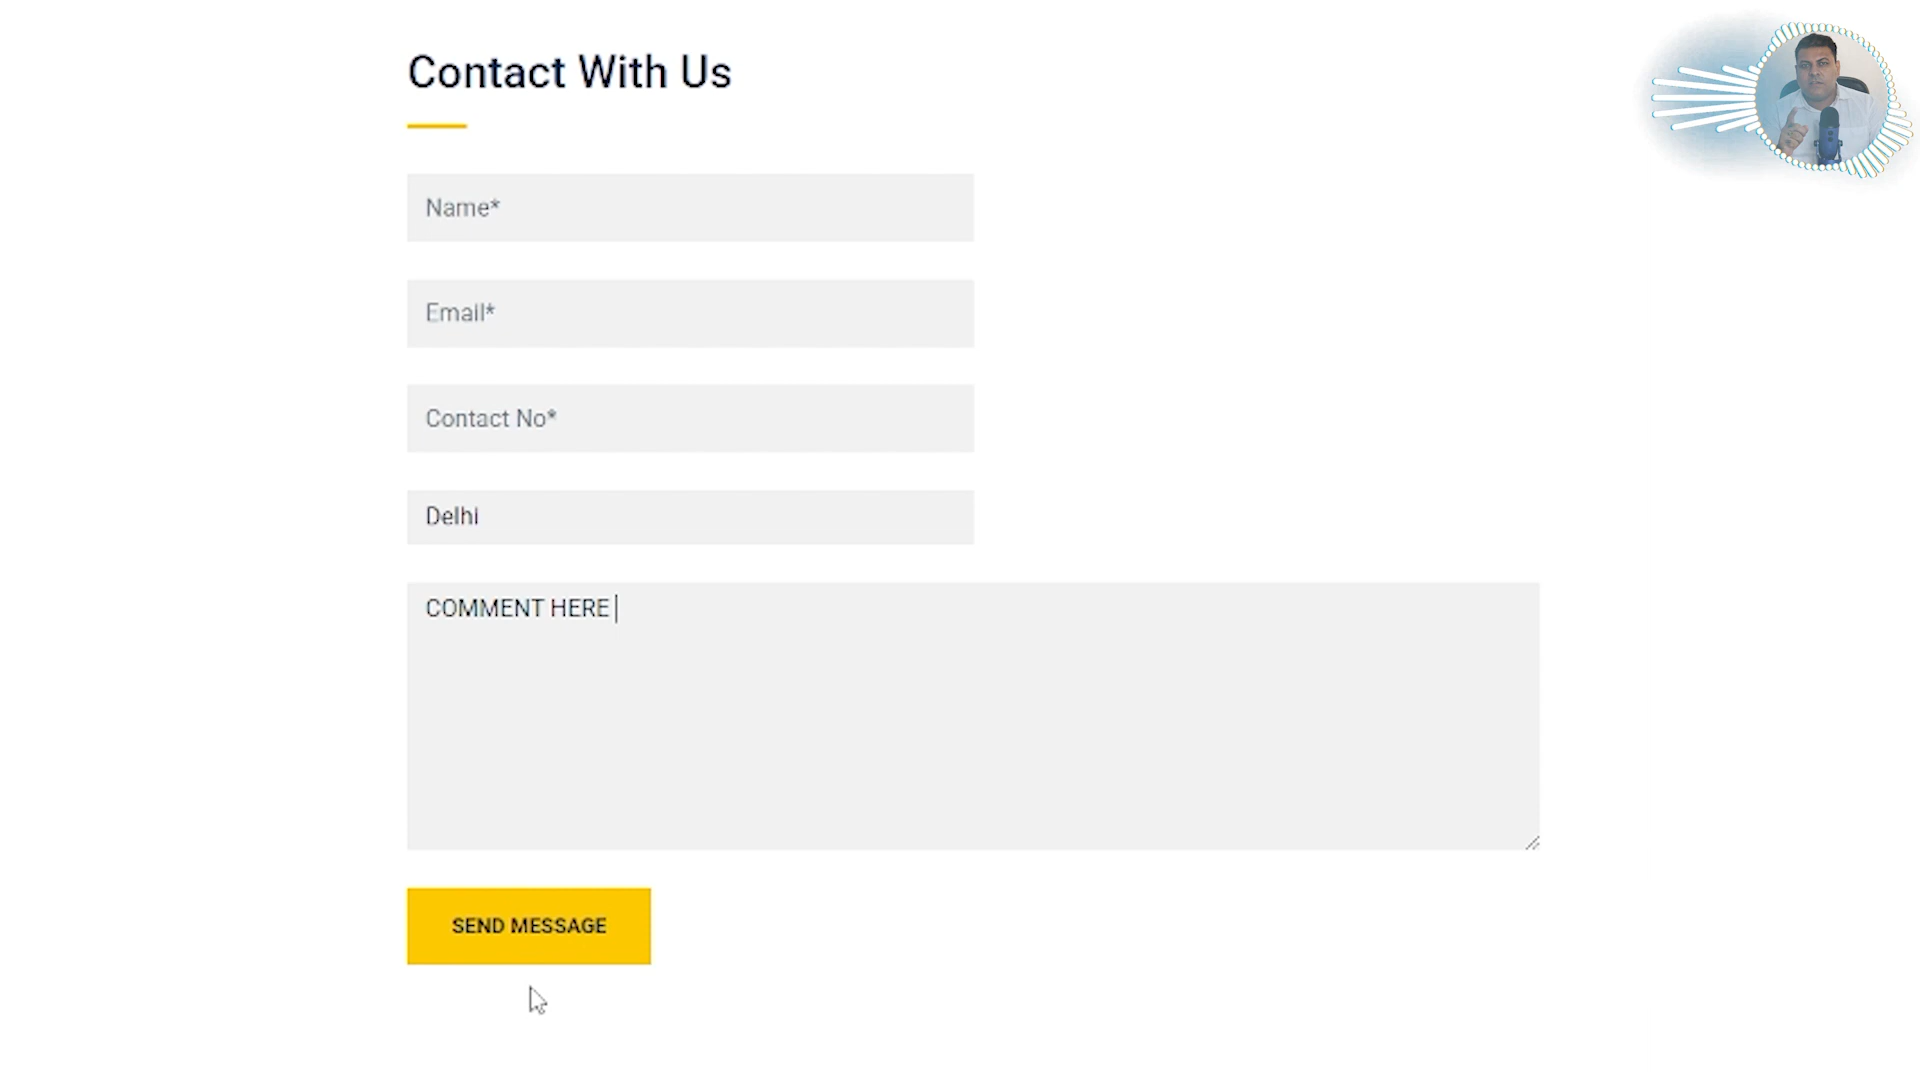 Contact With Us
Name*
Email*
Contact No*
Delhi
COMMENT HERE
SEND MESSAGE